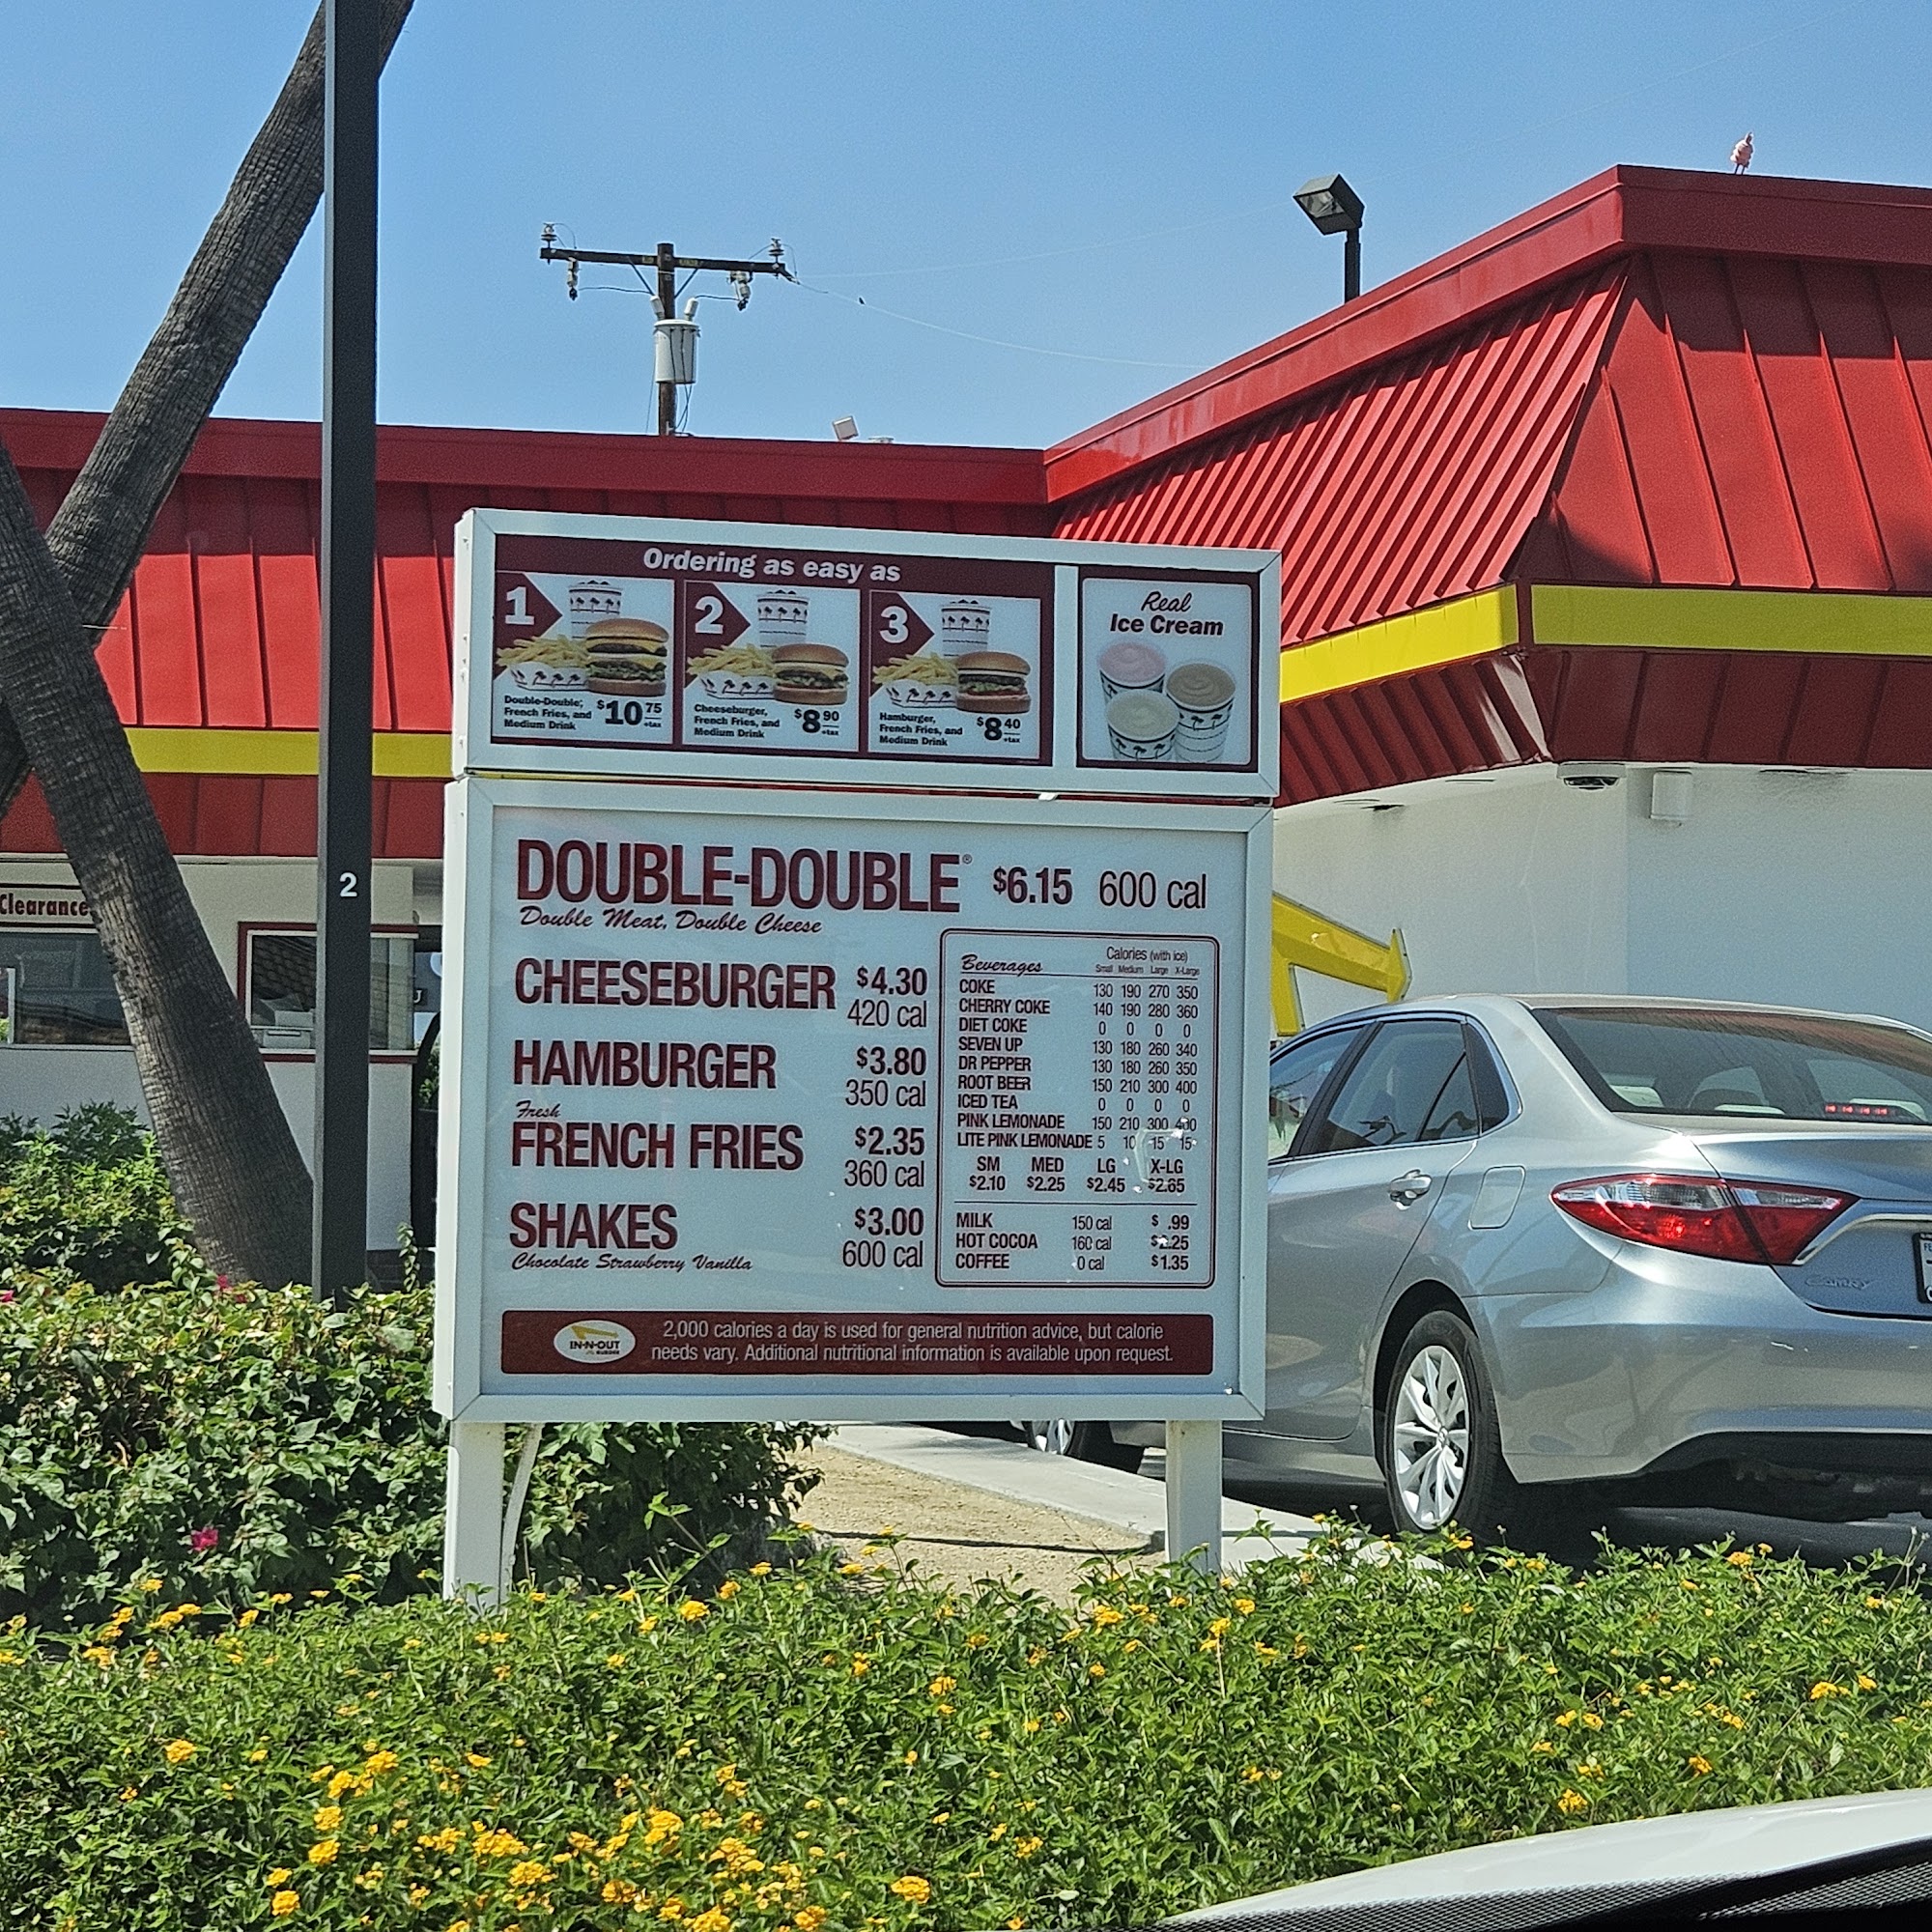 Ordering as easy as
1
Double-Double,
French Fries, and
Medium Drink
$10 75
+tax
2
Cheeseburger,
French Fries, and
Medium Drink
$8 90
+tax
3
Hamburger,
French Fries, and
Medium Drink
$8 40
+tax
Real
Ice Cream
DOUBLE-DOUBLE® $6.15 600 cal
Double Meat, Double Cheese
CHEESEBURGER $4.30
420 cal
HAMBURGER $3.80
350 cal
Fresh
FRENCH FRIES $2.35
360 cal
SHAKES $3.00
Chocolate Strawberry Vanilla 600 cal
Beverages Calories (with ice)
Small Medium Large X-Large
COKE 130 190 270 350
CHERRY COKE 140 190 280 360
DIET COKE 0 0 0 0
SEVEN UP 130 180 260 340
DR PEPPER 130 180 260 350
ROOT BEER 150 210 300 400
ICED TEA 0 0 0 0
PINK LEMONADE 150 210 300
LITE PINK LEMONADE 5 10 15 15
SM MED LG X-LG
$2.10 $2.25 $2.45 $2.65
MILK 150 cal $ .99
HOT COCOA 160 cal $2.25
COFFEE 0 cal $1.35
IN-N-OUT
BURGER
2,000 calories a day is used for general nutrition advice, but calorie
needs vary. Additional nutritional information is available upon request.
2
Clearance
CAMRY